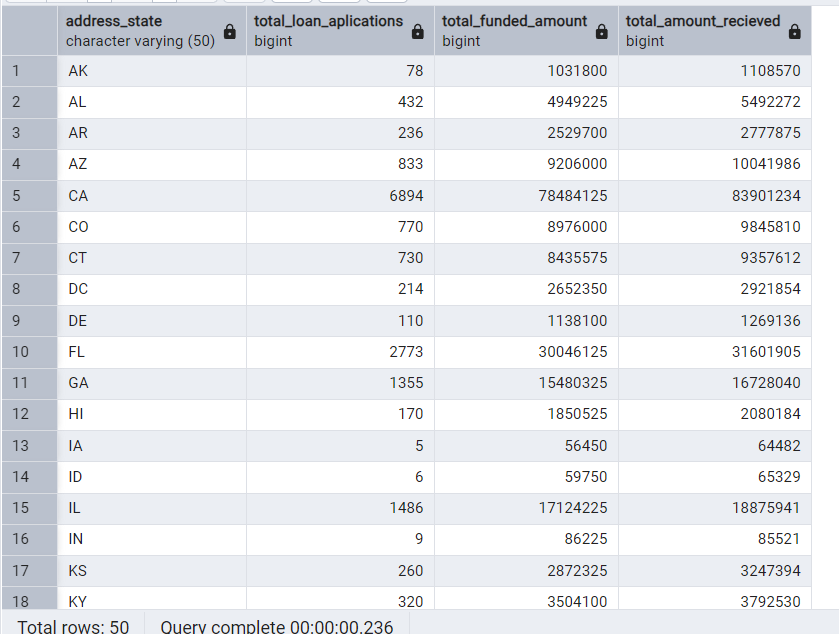 address_state total_loan_aplications total_funded_amount total_amount_recieved
character varying (50) bigint bigint bigint
1 AK 78 1031800 1108570
2 AL 432 4949225 5492272
3 AR 236 2529700 2777875
4 AZ 833 9206000 10041986
5 CA 6894 78484125 83901234
6 CO 770 8976000 9845810
7 CT 730 8435575 9357612
8 DC 214 2652350 2921854
9 DE 110 1138100 1269136
10 FL 2773 30046125 31601905
11 GA 1355 15480325 16728040
12 HI 170 1850525 2080184
13 IA 5 56450 64482
14 ID 6 59750 65329
15 IL 1486 17124225 18875941
16 IN 9 86225 85521
17 KS 260 2872325 3247394
18 KY 320 3504100 3792530
Total rows: 50 Query complete 00:00:00.236